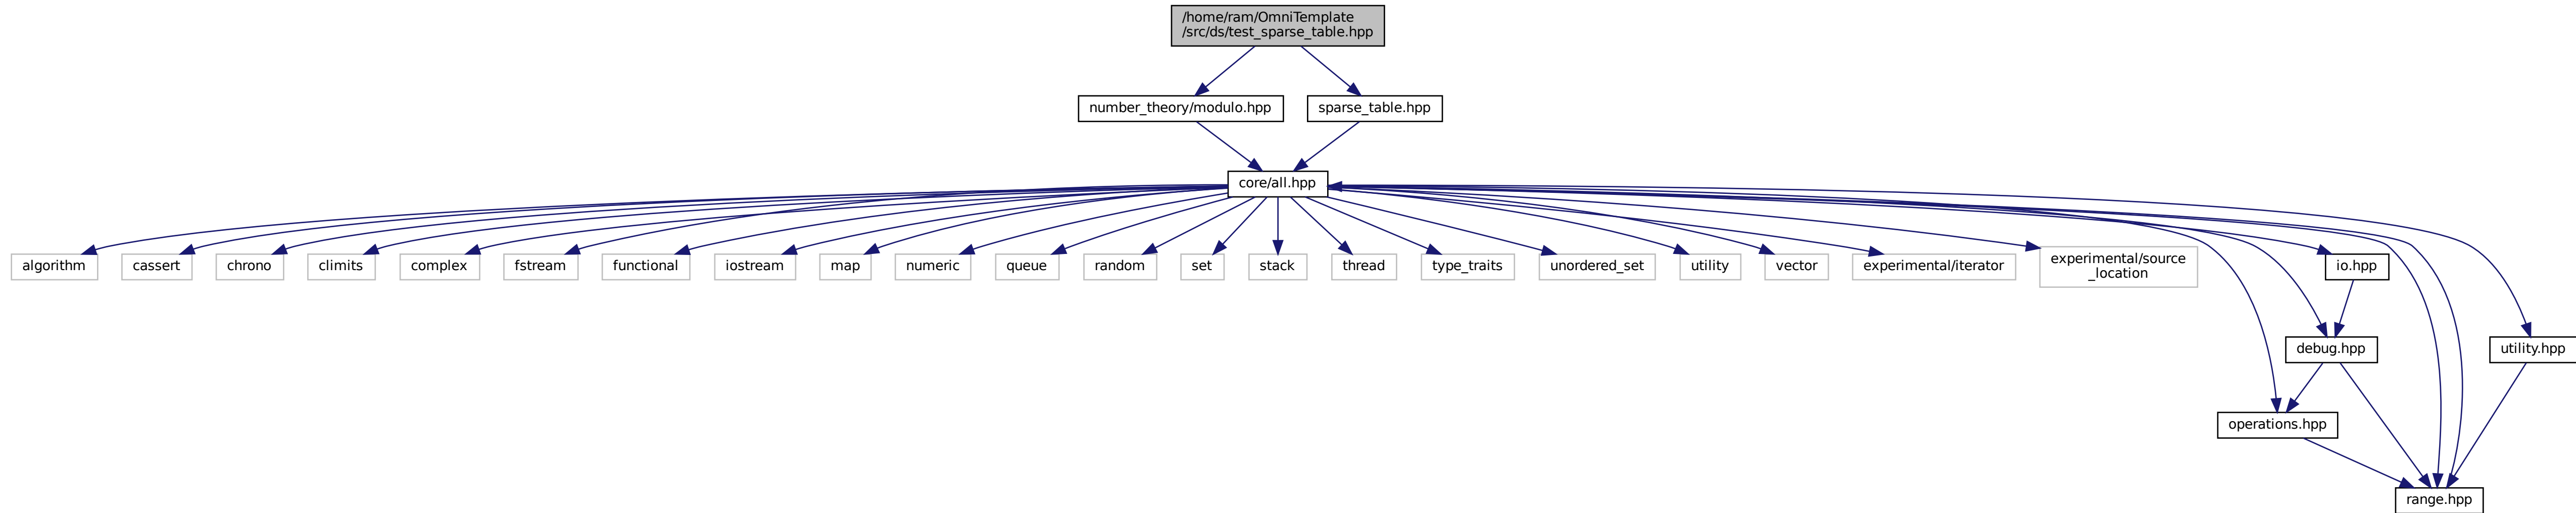 /home/ram/OmniTemplate
/src/ds/test_sparse_table.hpp
number_theory/modulo.hpp
sparse_table.hpp
core/all.hpp
algorithm
cassert
chrono
climits
complex
fstream
functional
iostream
map
numeric
queue
random
set
stack
thread
type_traits
unordered_set
utility
vector
experimental/iterator
experimental/source
_location
io.hpp
debug.hpp
utility.hpp
operations.hpp
range.hpp